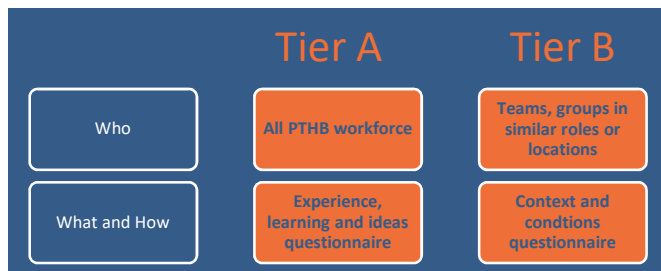 Tier A
Tier B
Who
All PTHB workforce
Teams, groups in
similar roles or
locations
What and How
Experience,
learning and ideas
questionnaire
Context and
condtions
questionnaire